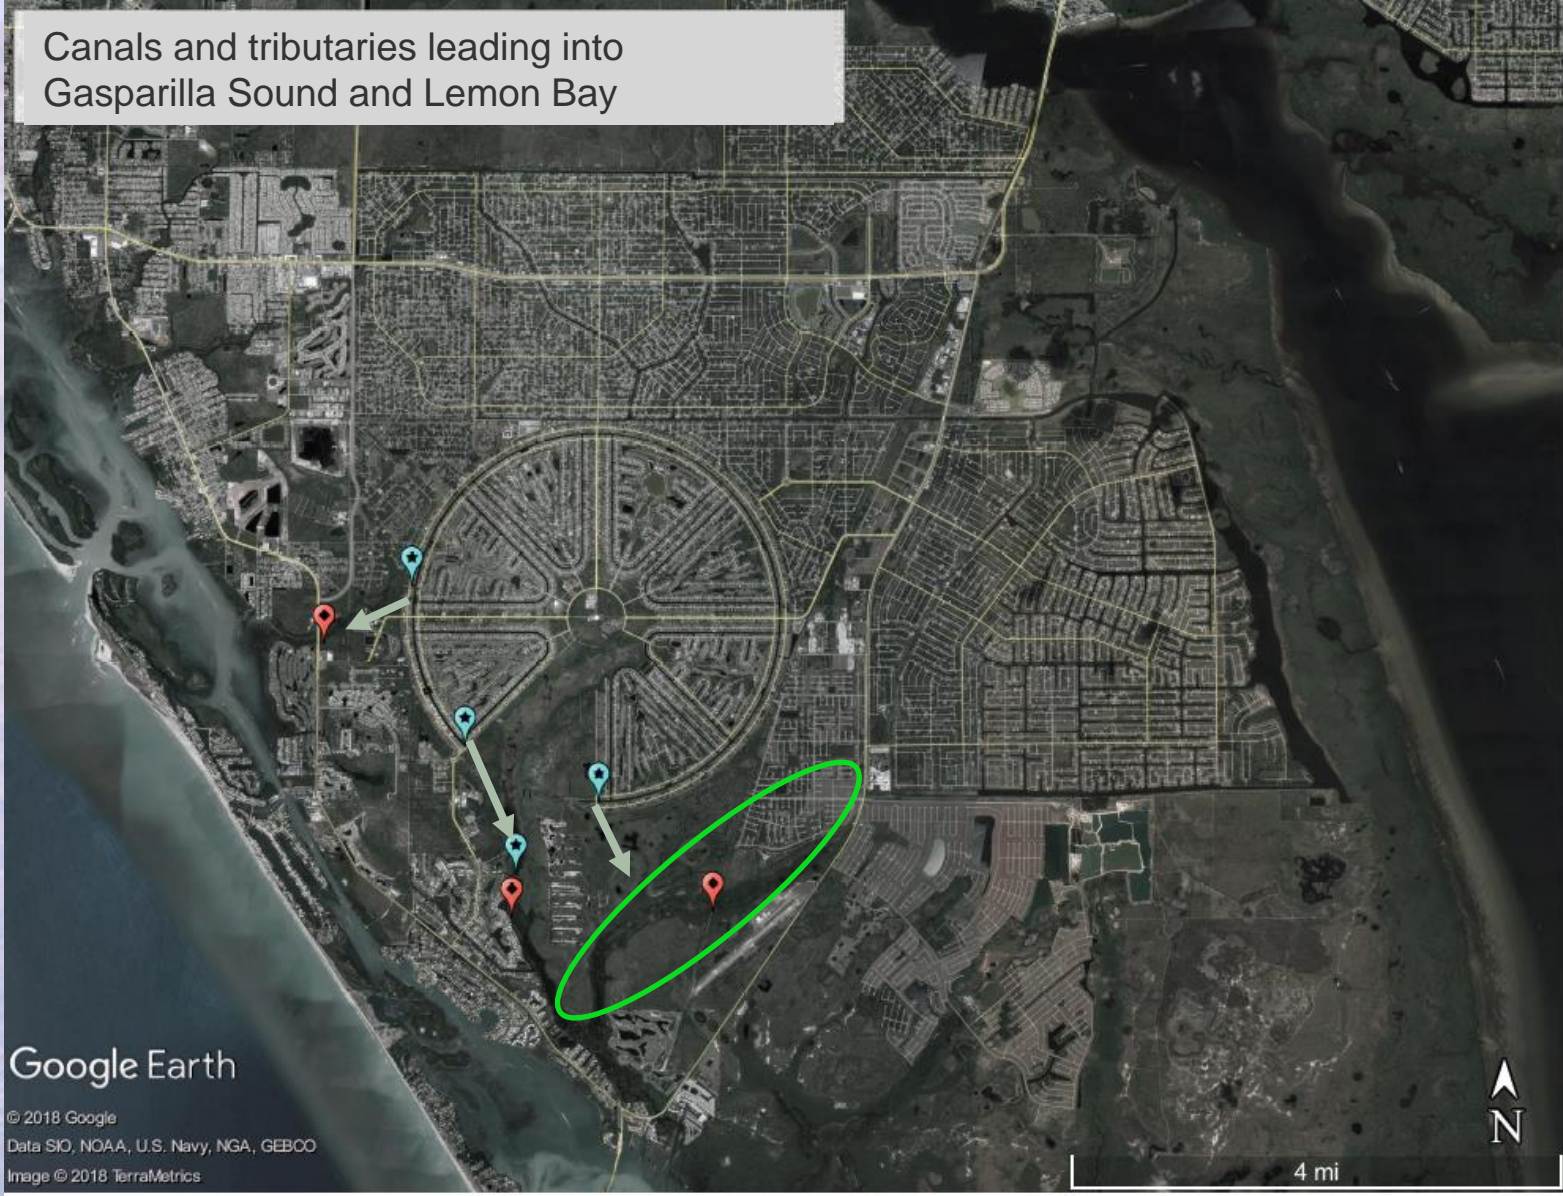 Canals and tributaries leading into
Gasparilla Sound and Lemon Bay
Google Earth
© 2018 Google
Data SIO, NOAA, U.S. Navy, NGA, GEBCO
Image © 2018 TerraMetrics
N
4 mi